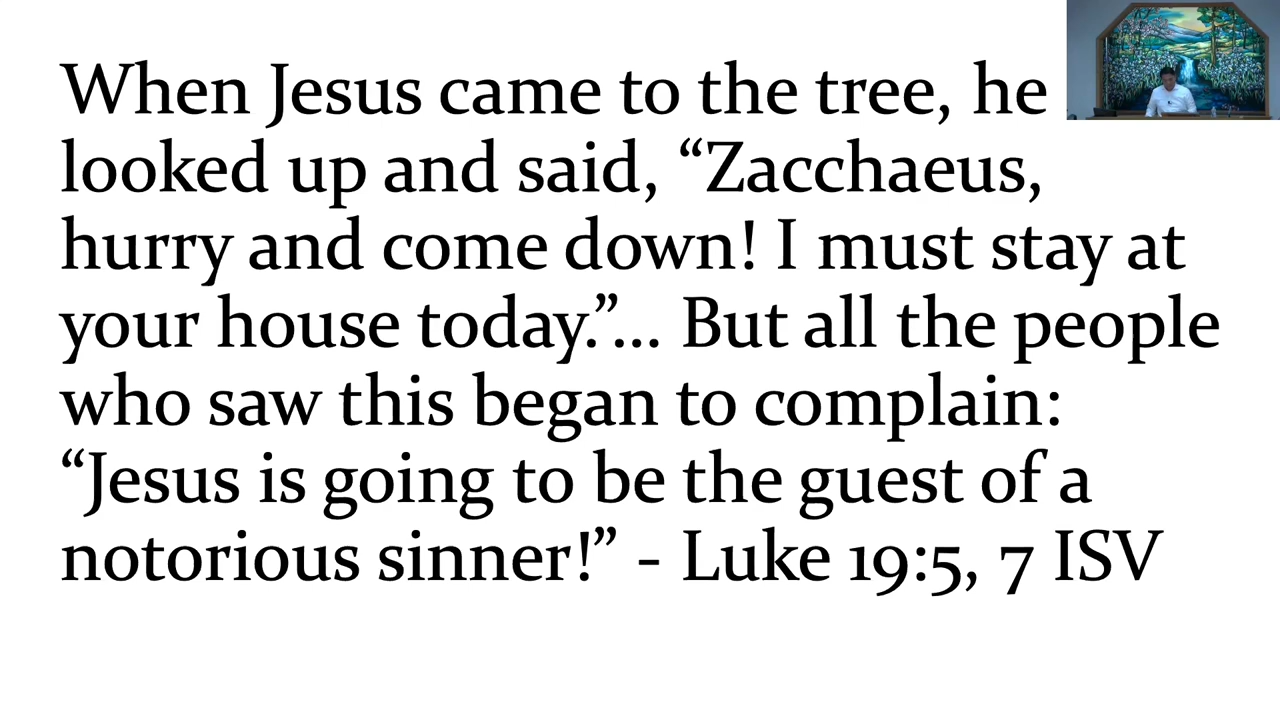 When Jesus came to the tree, he
looked up and said, “Zacchaeus,
hurry and come down! I must stay at
your house today.”... But all the people
who saw this began to complain:
“Jesus is going to be the guest of a
notorious sinner!” - Luke 19:5, 7 ISV